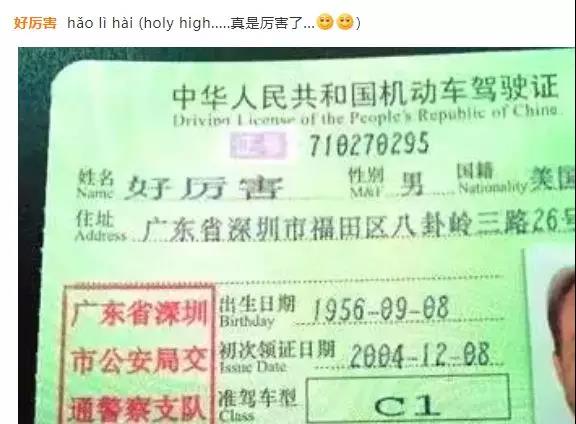 好厉害 hǎo lì hài (holy high.....真是厉害了...)
中华人民共和国机动车驾驶证
Driving License of the People's Republic of China
证号 710270295
姓名 Name 好厉害 性别 M&F 男 国籍 Nationality 美国
住址 Address 广东省深圳市福田区八卦岭三路26号
出生日期 Birthday 1956-09-08
初次领证日期 Issue Date 2004-12-08
准驾车型 Class C1
广东省深圳
市公安局交
通警察支队